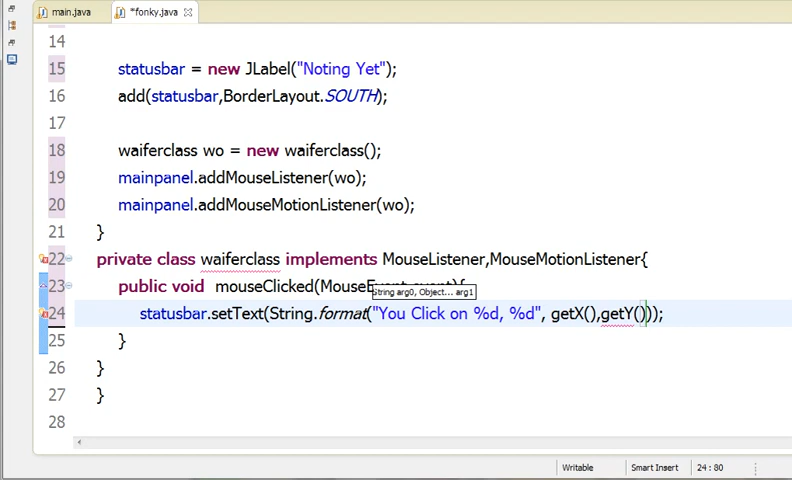 main.java *fonky.java
14
15 statusbar = new JLabel("Noting Yet");
16 add(statusbar,BorderLayout.SOUTH);
17
18 waiferclass wo = new waiferclass();
19 mainpanel.addMouseListener(wo);
20 mainpanel.addMouseMotionListener(wo);
21 }
22 private class waiferclass implements MouseListener,MouseMotionListener{
23 public void mouseClicked(MouseEvent event){
String arg0, Object... arg1
24 statusbar.setText(String.format("You Click on %d, %d", getX(),getY()));
25 }
26 }
27 }
28
Writable Smart Insert 24 : 80